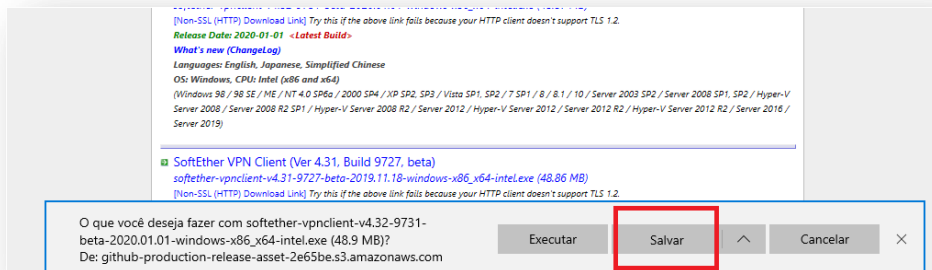 [Non-SSL (HTTP) Download Link] Try this if the above link fails because your HTTP client doesn't support TLS 1.2.
Release Date: 2020-01-01 <Latest Build>
What's new (ChangeLog)
Languages: English, Japanese, Simplified Chinese
OS: Windows, CPU: Intel (x86 and x64)
(Windows 98 / 98 SE / ME / NT 4.0 SP6a / 2000 SP4 / XP SP2, SP3 / Vista SP1, SP2 / 7 SP1 / 8 / 8.1 / 10 / Server 2003 SP2 / Server 2008 SP1, SP2 / Hyper-V
Server 2008 / Server 2008 R2 SP1 / Hyper-V Server 2008 R2 / Server 2012 / Hyper-V Server 2012 / Server 2012 R2 / Hyper-V Server 2012 R2 / Server 2016 /
Server 2019)
SoftEther VPN Client (Ver 4.31, Build 9727, beta)
softether-vpnclient-v4.31-9727-beta-2019.11.18-windows-x86_x64-intel.exe (48.86 MB)
[Non-SSL (HTTP) Download Link] Try this if the above link fails because your HTTP client doesn't support TLS 1.2.
O que você deseja fazer com softether-vpnclient-v4.32-9731-
beta-2020.01.01-windows-x86_x64-intel.exe (48.9 MB)?
De: github-production-release-asset-2e65be.s3.amazonaws.com
Executar
Salvar
Cancelar